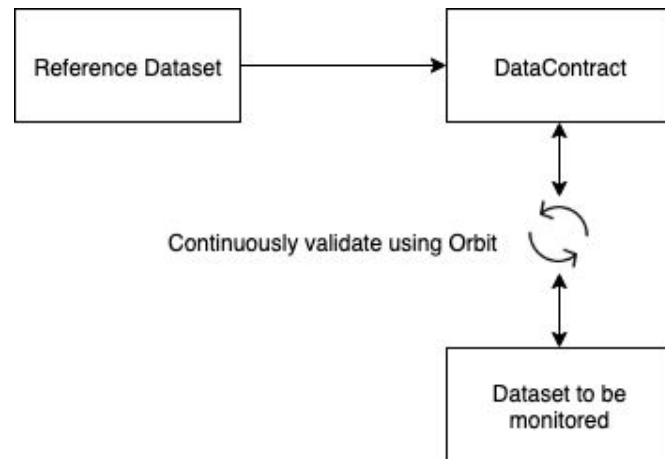 Reference Dataset
DataContract
Continuously validate using Orbit
Dataset to be
monitored